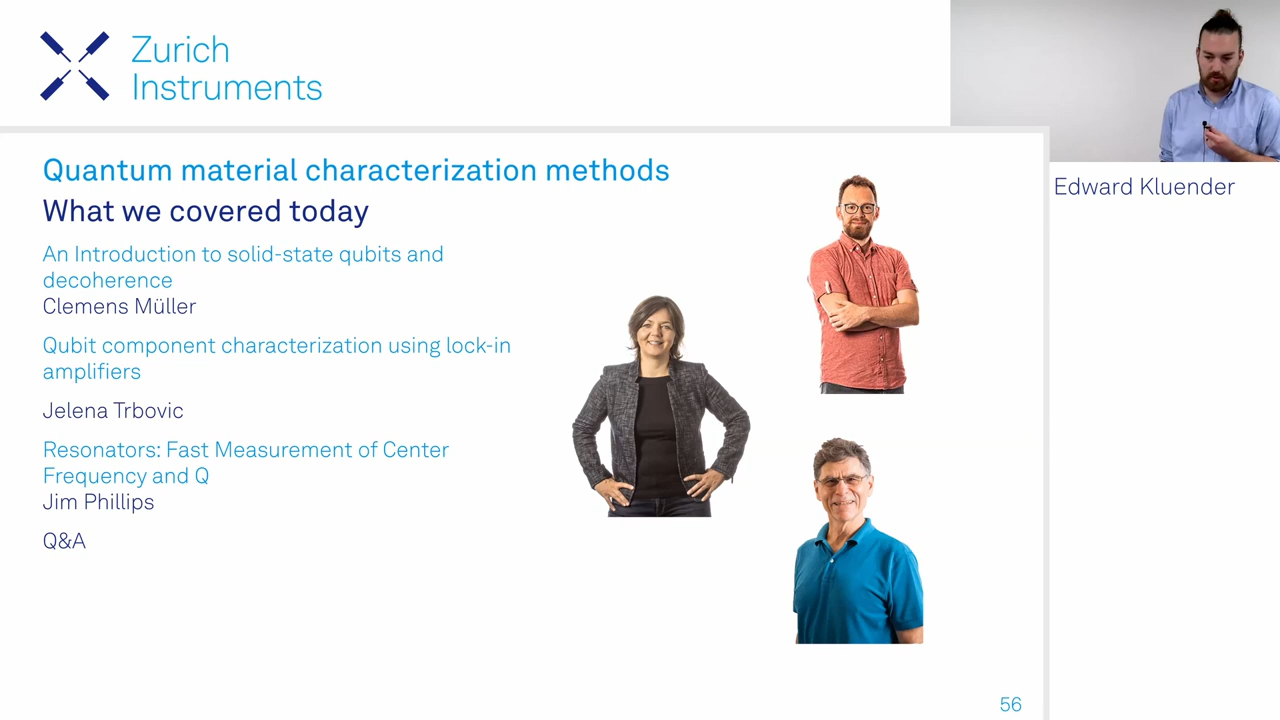 Zurich
Instruments
Quantum material characterization methods
What we covered today
An Introduction to solid-state qubits and
decoherence
Clemens Müller
Qubit component characterization using lock-in
amplifiers
Jelena Trbovic
Resonators: Fast Measurement of Center
Frequency and Q
Jim Phillips
Q&A
Edward Kluender
56